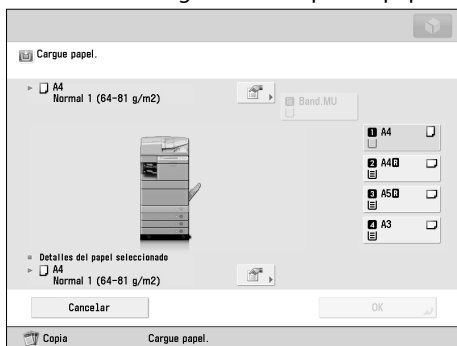 Cargue papel.
A4
Normal 1 (64-81 g/m2)
Band.MU
1 A4
2 A4R
3 A5R
4 A3
Detalles del papel seleccionado
A4
Normal 1 (64-81 g/m2)
Cancelar
OK
Copia
Cargue papel.